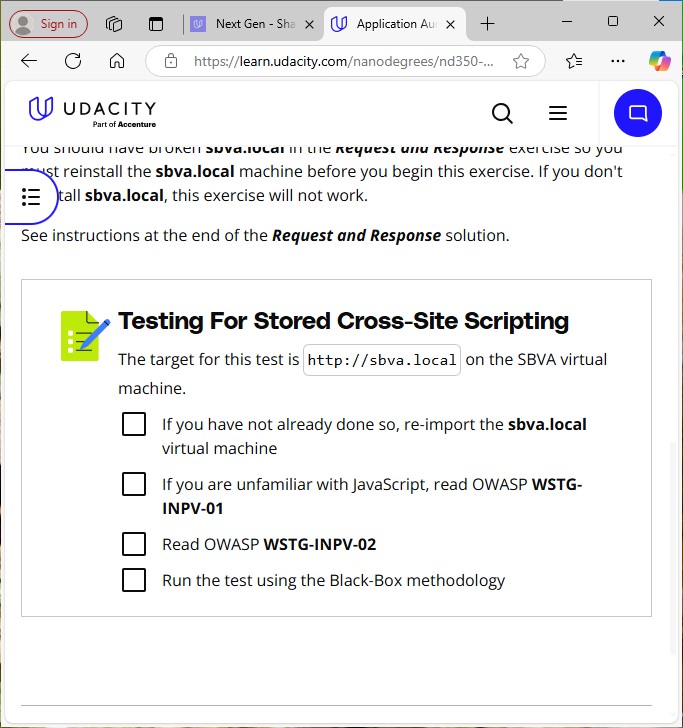 Sign in
Next Gen - Sha
Application Au
https://learn.udacity.com/nanodegrees/nd350-...
UDACITY
Part of Accenture
You should have broken sbva.local in the Request and Response exercise so you
must reinstall the sbva.local machine before you begin this exercise. If you don't
tall sbva.local, this exercise will not work.
See instructions at the end of the Request and Response solution.
Testing For Stored Cross-Site Scripting
The target for this test is http://sbva.local on the SBVA virtual
machine.
If you have not already done so, re-import the sbva.local
virtual machine
If you are unfamiliar with JavaScript, read OWASP WSTG-
INPV-01
Read OWASP WSTG-INPV-02
Run the test using the Black-Box methodology